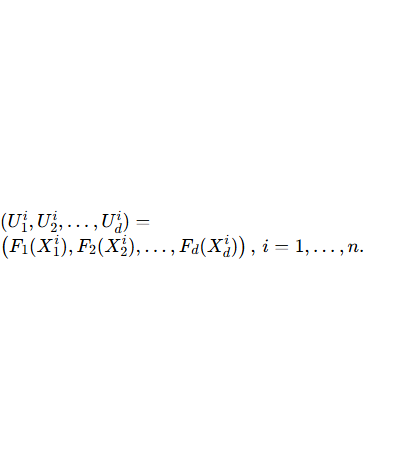 $(U_1^i, U_2^i, \ldots, U_d^i) =$
$\left(F_1(X_1^i), F_2(X_2^i), \ldots, F_d(X_d^i)\right), \, i = 1, \ldots, n.$